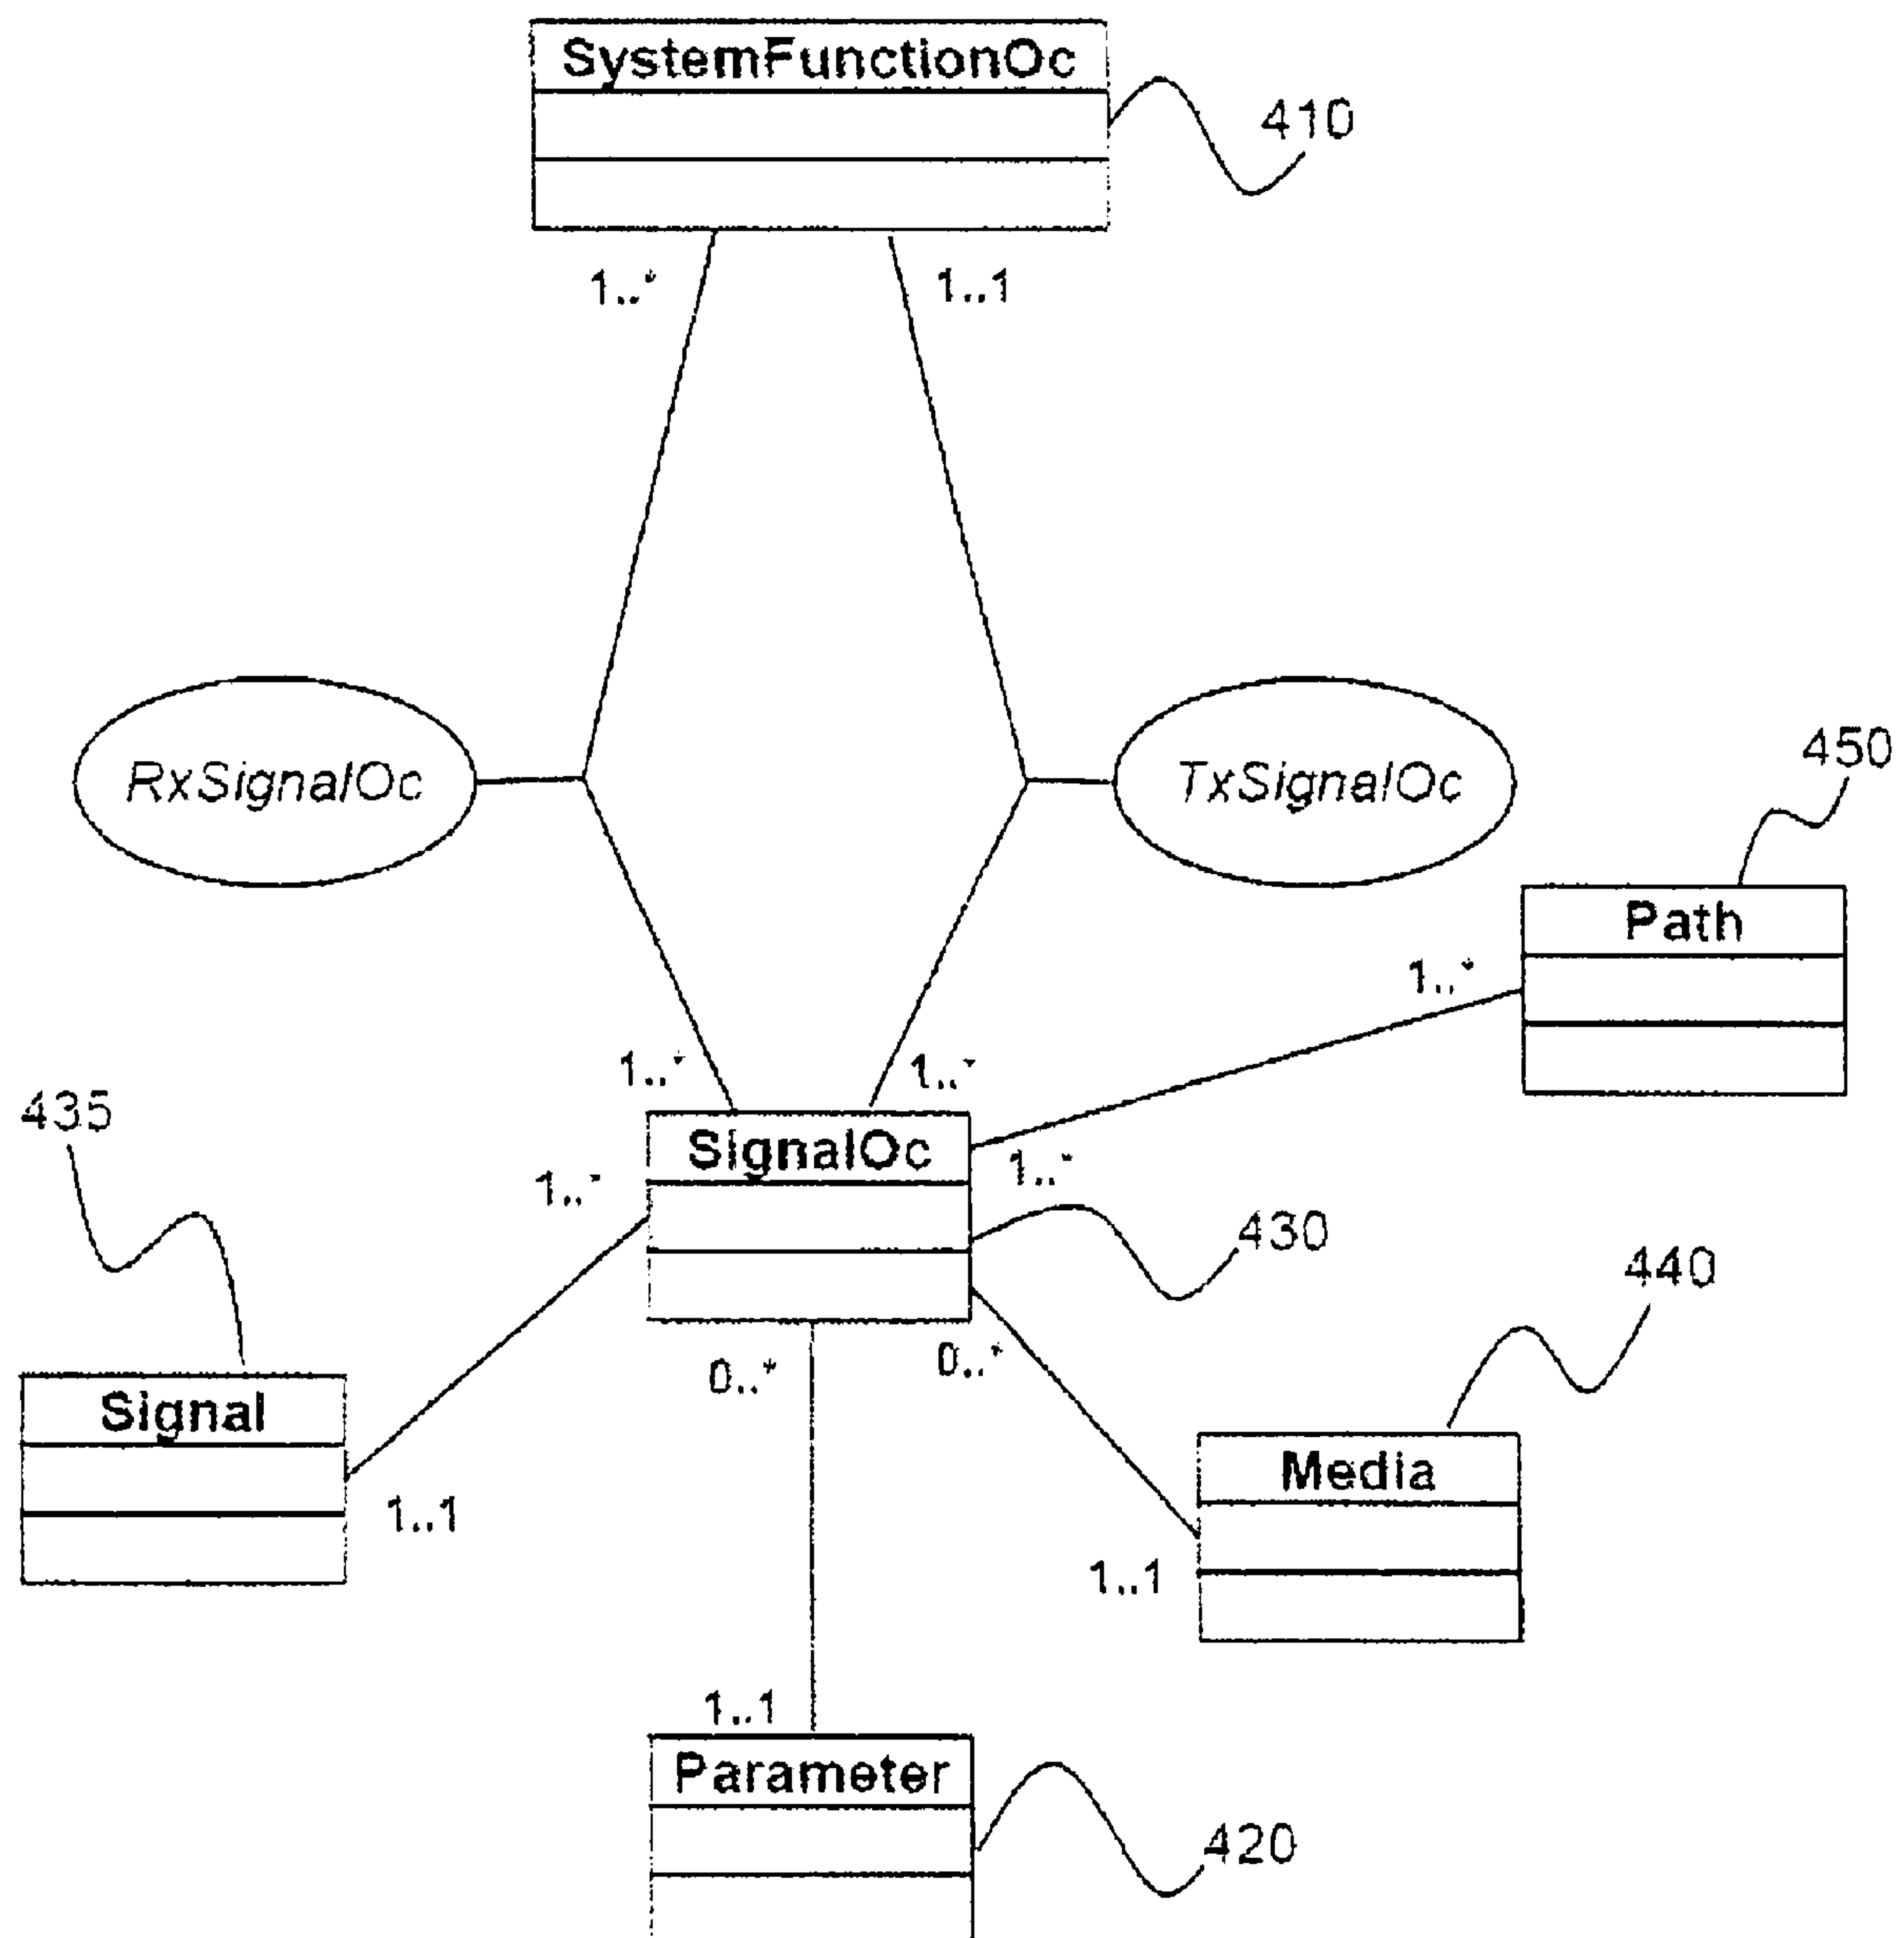 SystemFunctionOc
410
1..*
1..1
RxSignalOc
TxSignalOc
450
Path
1..*
1..*
1..*
435
SignalOc
1..*
1..*
430
440
0..*
0..*
Signal
Media
1..1
1..1
1..1
Parameter
420